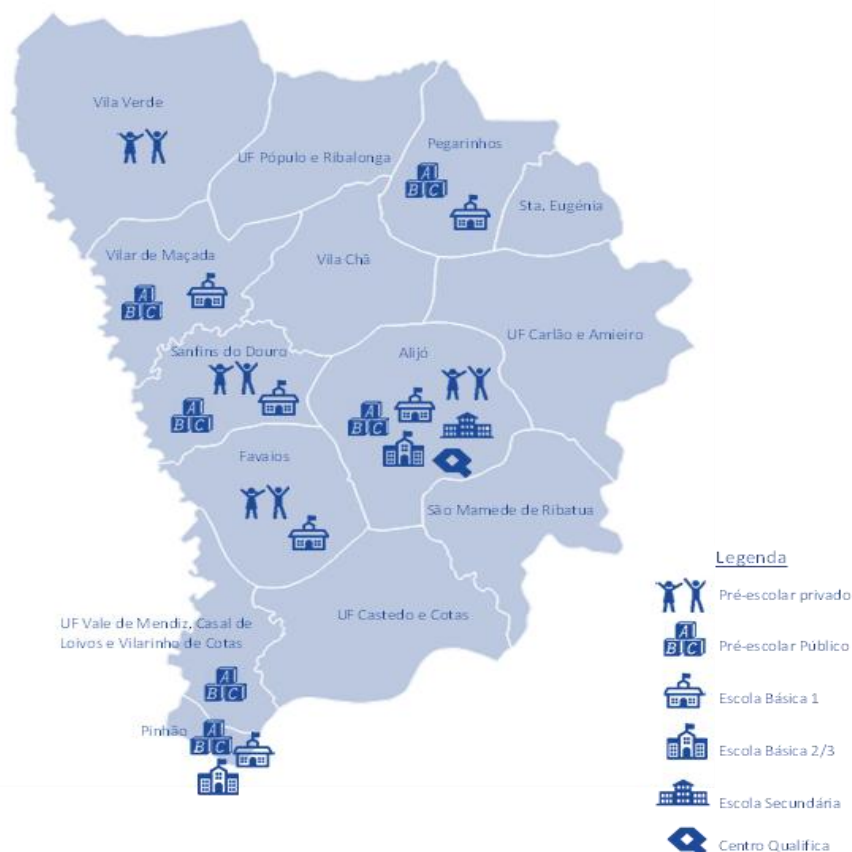 Vila Verde
UF Pópulo e Ribalonga
Pegarinhos
A
B C
Sta. Eugénia
Vilar de Maçada
A
B C
Vila Chã
UF Carlão e Amieiro
Sanfins do Douro
A
B C
Alijó
A
B C
Favaios
São Mamede de Ribatua
UF Castedo e Cotas
UF Vale de Mendiz, Casal de
Loivos e Vilarinho de Cotas
A
B C
Pinhão
A
B C
Legenda
Pré-escolar privado
A
B C
Pré-escolar Público
Escola Básica 1
Escola Básica 2/3
Escola Secundária
Centro Qualifica